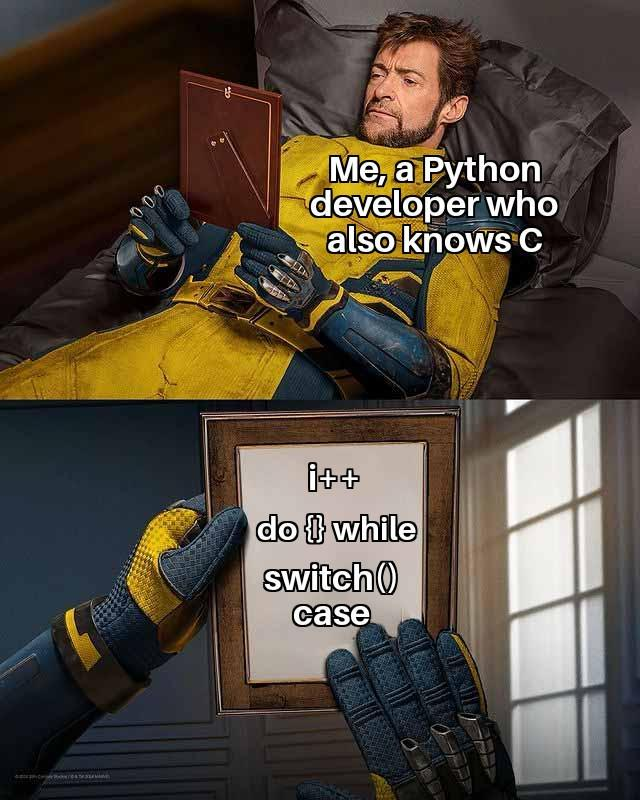 Me, a Python
developer who
also knows C
i++
do {} while
switch()
case